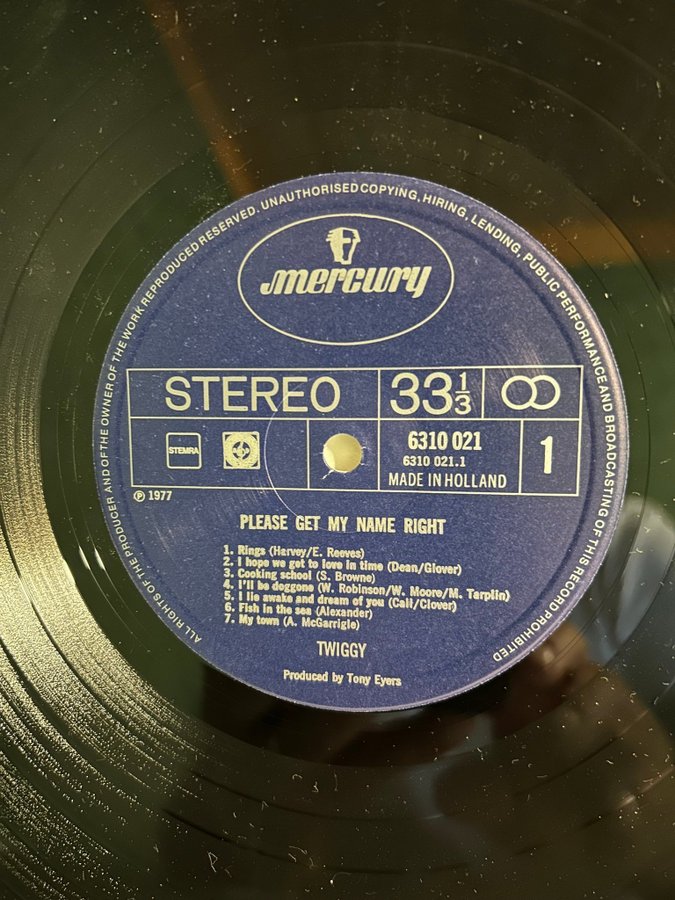 ALL RIGHTS OF THE PRODUCER AND OF THE OWNER OF THE WORK REPRODUCED RESERVED. UNAUTHORISED COPYING, HIRING, LENDING, PUBLIC PERFORMANCE AND BROADCASTING OF THIS RECORD PROHIBITED
mercury
STEREO 33⅓
STEMRA
6310 021
6310 021.1
MADE IN HOLLAND
1
℗ 1977
PLEASE GET MY NAME RIGHT
1. Rings (Harvey/E. Reeves)
2. I hope we get to love in time (Dean/Glover)
3. Cooking school (S. Browne)
4. I'll be doggone (W. Robinson/W. Moore/M. Tarplin)
5. I lie awake and dream of you (Call/Clover)
6. Fish in the sea (Alexander)
7. My town (A. McGarrigle)
TWIGGY
Produced by Tony Eyers